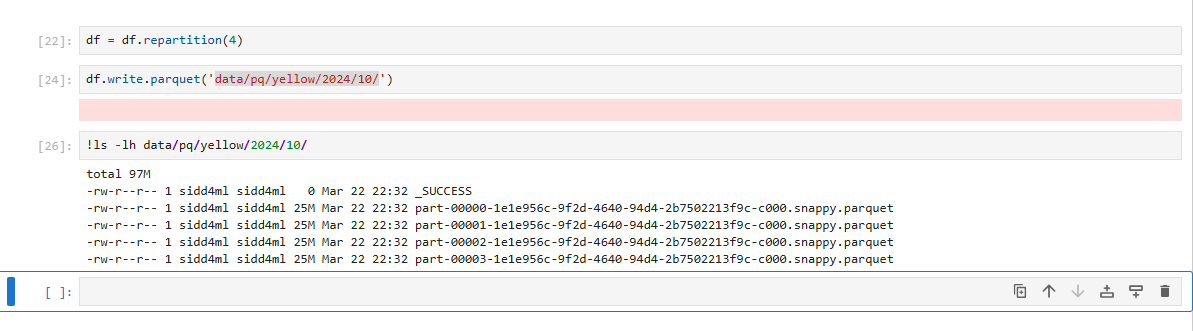 [22]: df = df.repartition(4)
[24]: df.write.parquet('data/pq/yellow/2024/10/')
[26]: !ls -lh data/pq/yellow/2024/10/
total 97M
-rw-r--r-- 1 sidd4ml sidd4ml   0 Mar 22 22:32 _SUCCESS
-rw-r--r-- 1 sidd4ml sidd4ml 25M Mar 22 22:32 part-00000-1e1e956c-9f2d-4640-94d4-2b7502213f9c-c000.snappy.parquet
-rw-r--r-- 1 sidd4ml sidd4ml 25M Mar 22 22:32 part-00001-1e1e956c-9f2d-4640-94d4-2b7502213f9c-c000.snappy.parquet
-rw-r--r-- 1 sidd4ml sidd4ml 25M Mar 22 22:32 part-00002-1e1e956c-9f2d-4640-94d4-2b7502213f9c-c000.snappy.parquet
-rw-r--r-- 1 sidd4ml sidd4ml 25M Mar 22 22:32 part-00003-1e1e956c-9f2d-4640-94d4-2b7502213f9c-c000.snappy.parquet
[ ]: